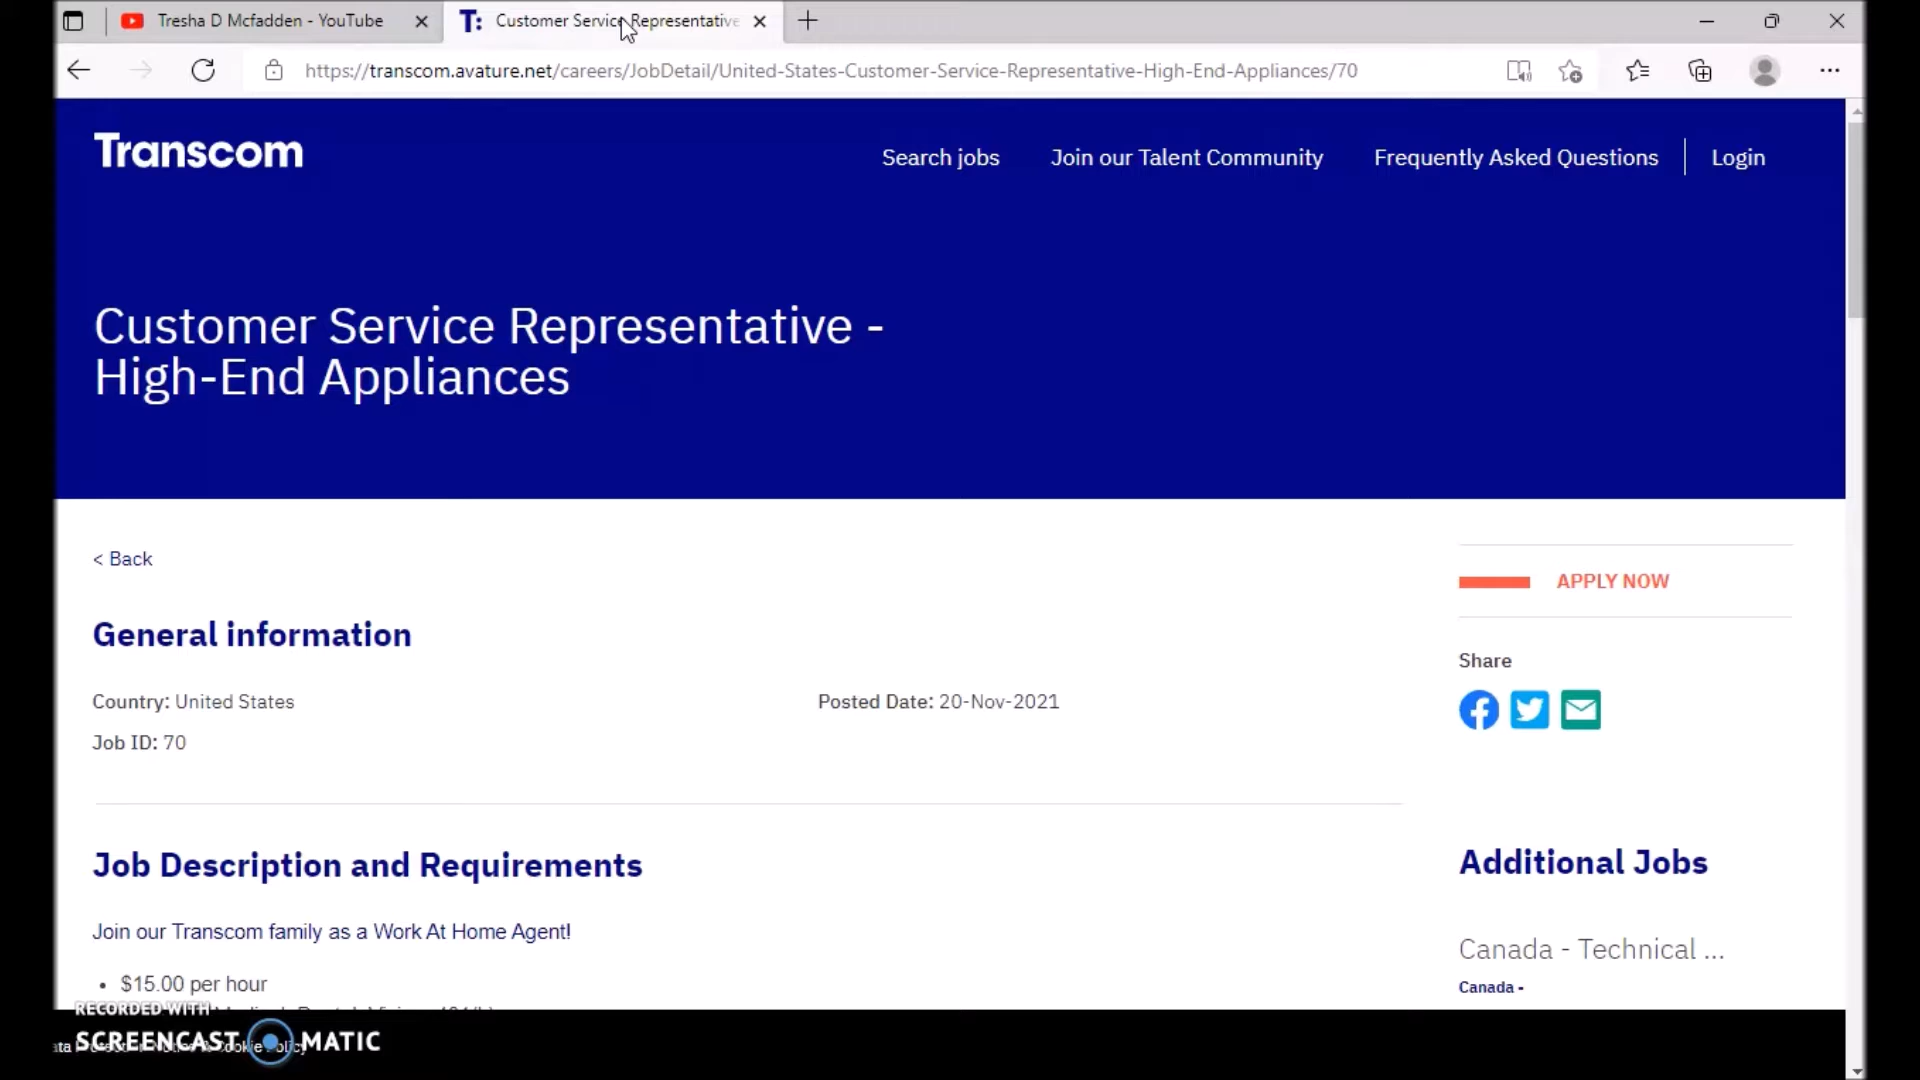 Tresha D Mcfadden - YouTube
T: Customer Service Representative
https://transcom.avature.net/careers/JobDetail/United-States-Customer-Service-Representative-High-End-Appliances/70
Transcom
Search jobs
Join our Talent Community
Frequently Asked Questions
Login
Customer Service Representative -
High-End Appliances
< Back
APPLY NOW
General information
Share
Country: United States
Posted Date: 20-Nov-2021
Job ID: 70
Job Description and Requirements
Additional Jobs
Join our Transcom family as a Work At Home Agent!
Canada - Technical ...
Canada -
• $15.00 per hour
RECORDED WITH
SCREENCAST MATIC